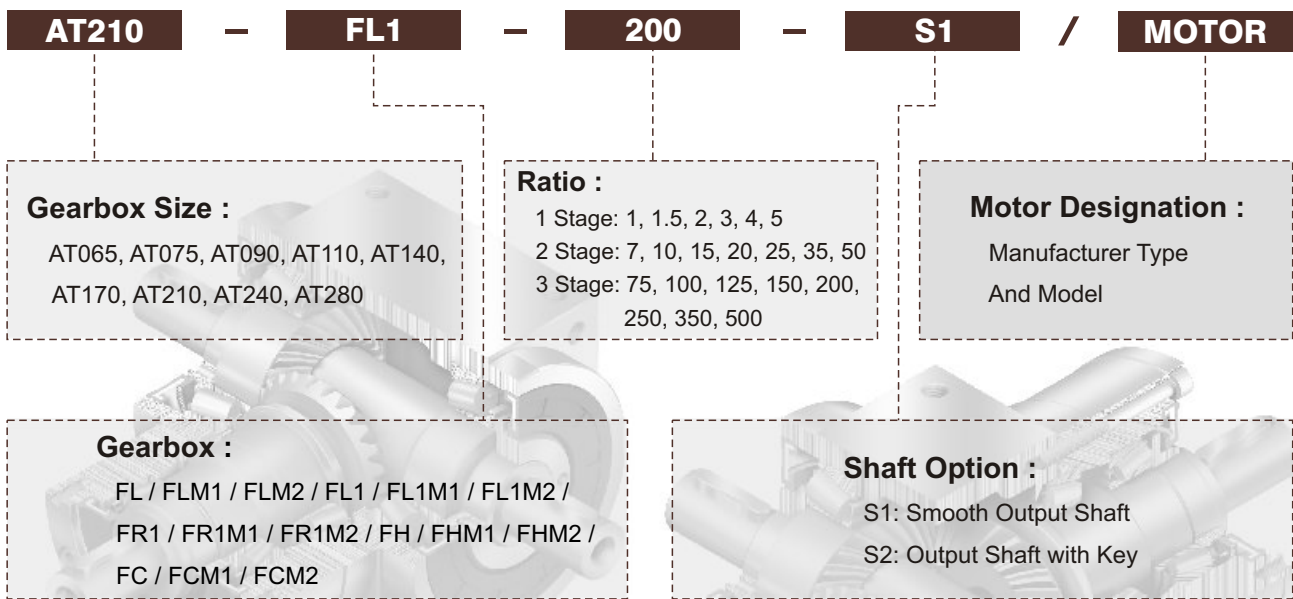 AT210 – FL1 – 200 – S1 / MOTOR
Gearbox Size :
AT065, AT075, AT090, AT110, AT140,
AT170, AT210, AT240, AT280
Ratio :
1 Stage: 1, 1.5, 2, 3, 4, 5
2 Stage: 7, 10, 15, 20, 25, 35, 50
3 Stage: 75, 100, 125, 150, 200,
250, 350, 500
Motor Designation :
Manufacturer Type
And Model
Gearbox :
FL / FLM1 / FLM2 / FL1 / FL1M1 / FL1M2 /
FR1 / FR1M1 / FR1M2 / FH / FHM1 / FHM2 /
FC / FCM1 / FCM2
Shaft Option :
S1: Smooth Output Shaft
S2: Output Shaft with Key